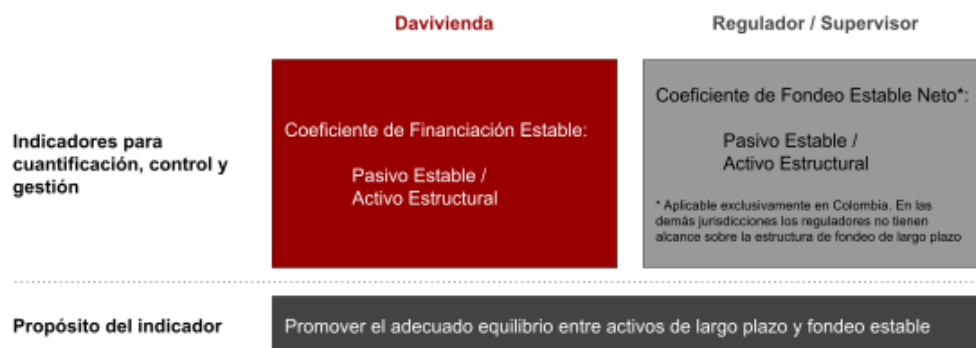 Davivienda
Regulador / Supervisor
Indicadores para
cuantificación, control y
gestión
Coeficiente de Financiación Estable:
Pasivo Estable /
Activo Estructural
Coeficiente de Fondeo Estable Neto*:
Pasivo Estable /
Activo Estructural
* Aplicable exclusivamente en Colombia. En las
demás jurisdicciones los reguladores no tienen
alcance sobre la estructura de fondeo de largo plazo
Propósito del indicador
Promover el adecuado equilibrio entre activos de largo plazo y fondeo estable